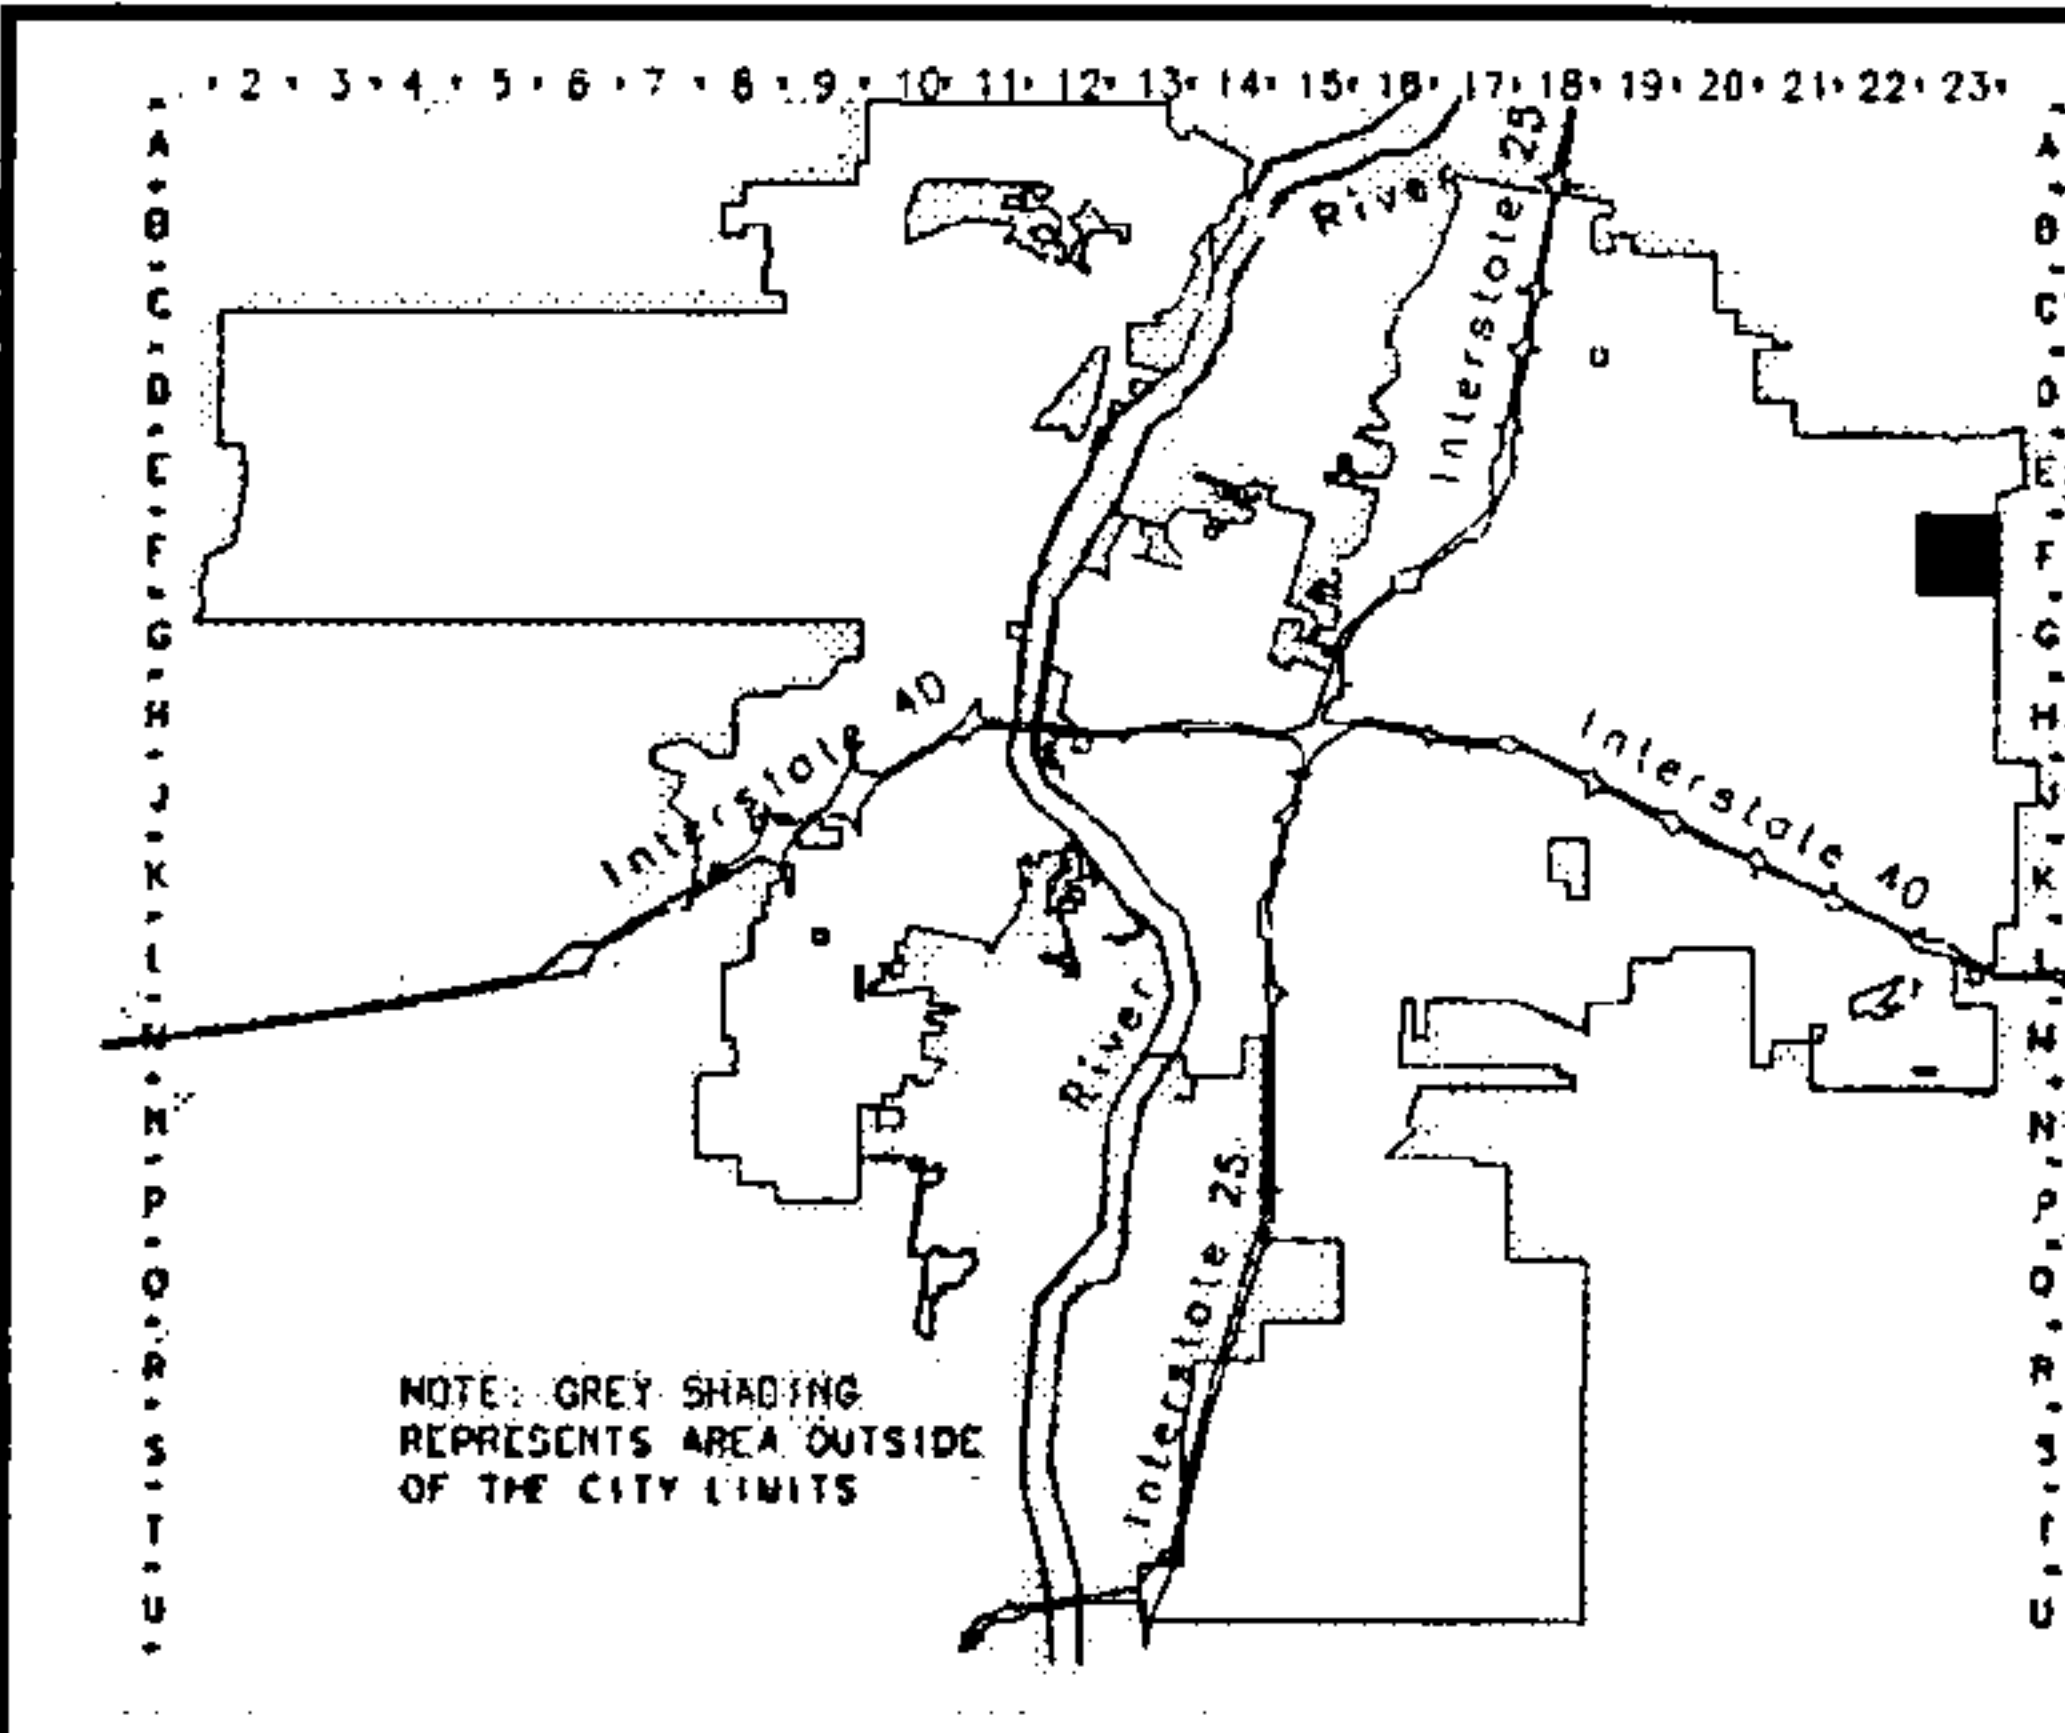 2 3 4 5 6 7 8 9 10 11 12 13 14 15 16 17 18 19 20 21 22 23
A A
B B
C C
D D
E E
F F
G G
H H
J J
K K
L L
M M
N N
P P
Q Q
R R
S S
T T
U U
River
Interstate 25
Interstate 40
Interstate 40
River
Interstate 25
NOTE: GREY SHADING
REPRESENTS AREA OUTSIDE
OF THE CITY LIMITS